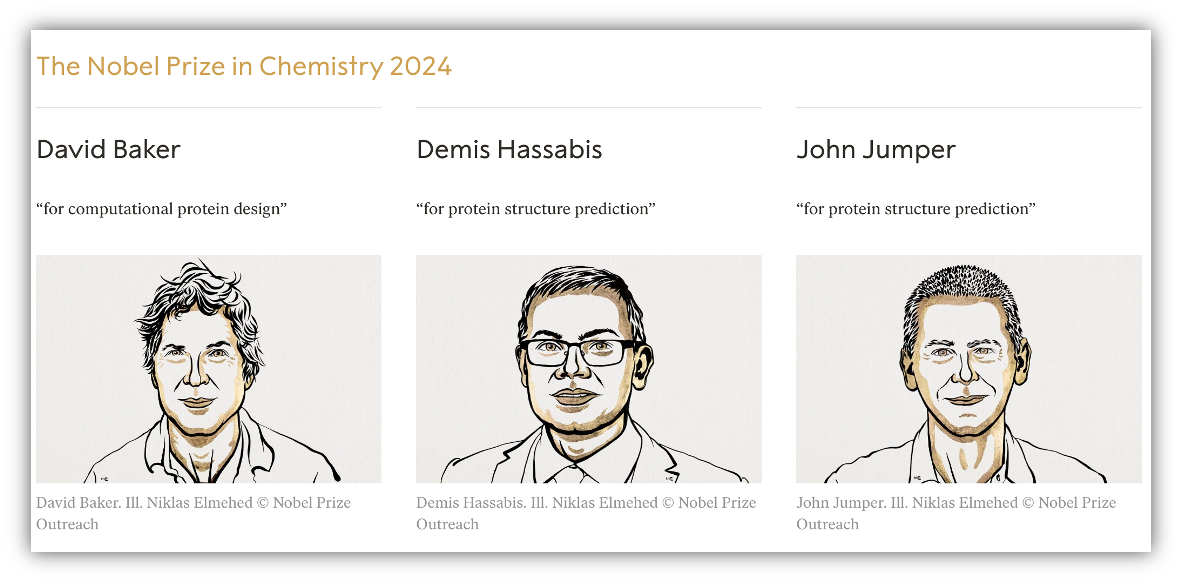 The Nobel Prize in Chemistry 2024
David Baker
“for computational protein design”
David Baker. Ill. Niklas Elmehed © Nobel Prize
Outreach
Demis Hassabis
“for protein structure prediction”
Demis Hassabis. Ill. Niklas Elmehed © Nobel Prize
Outreach
John Jumper
“for protein structure prediction”
John Jumper. Ill. Niklas Elmehed © Nobel Prize
Outreach